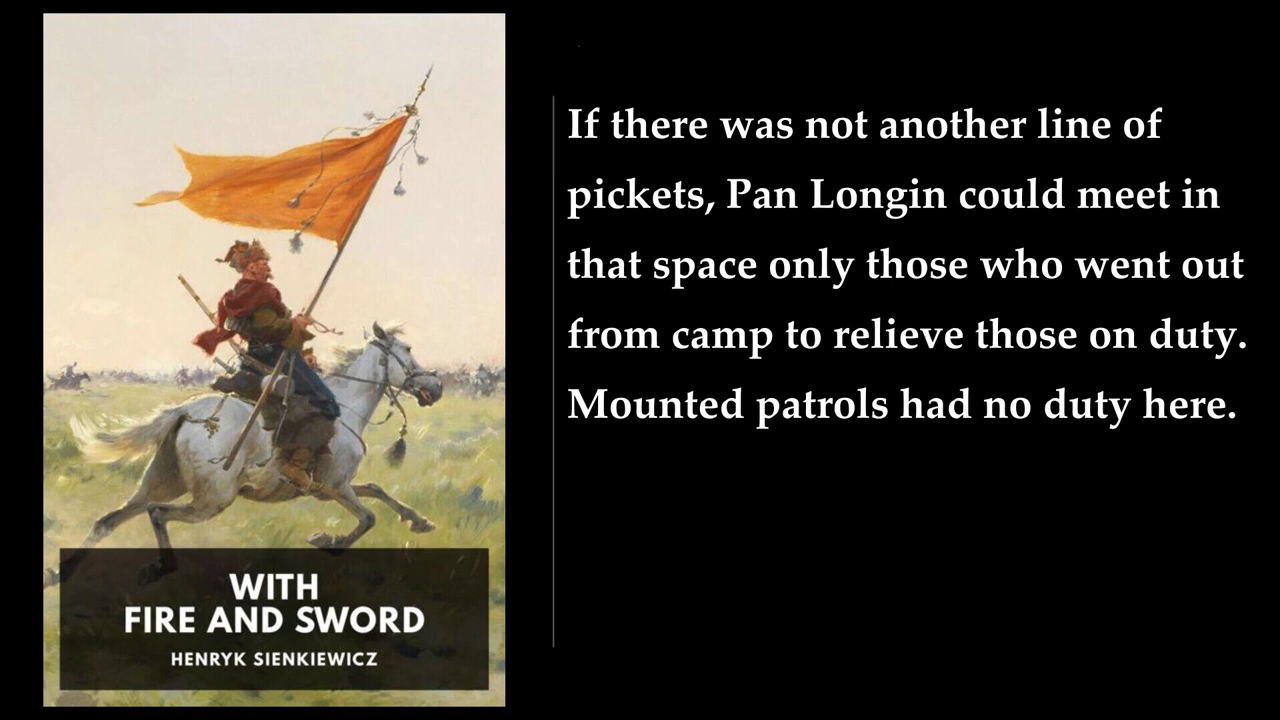 WITH
FIRE AND SWORD
HENRYK SIENKIEWICZ
If there was not another line of
pickets, Pan Longin could meet in
that space only those who went out
from camp to relieve those on duty.
Mounted patrols had no duty here.